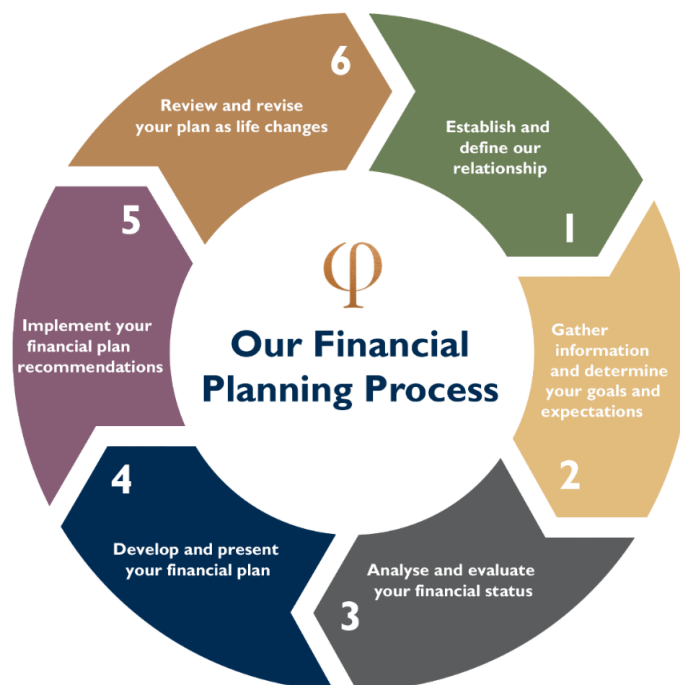 Our Financial
Planning Process
1
Establish and
define our
relationship
2
Gather
information
and determine
your goals and
expectations
3
Analyse and evaluate
your financial status
4
Develop and present
your financial plan
5
Implement your
financial plan
recommendations
6
Review and revise
your plan as life changes